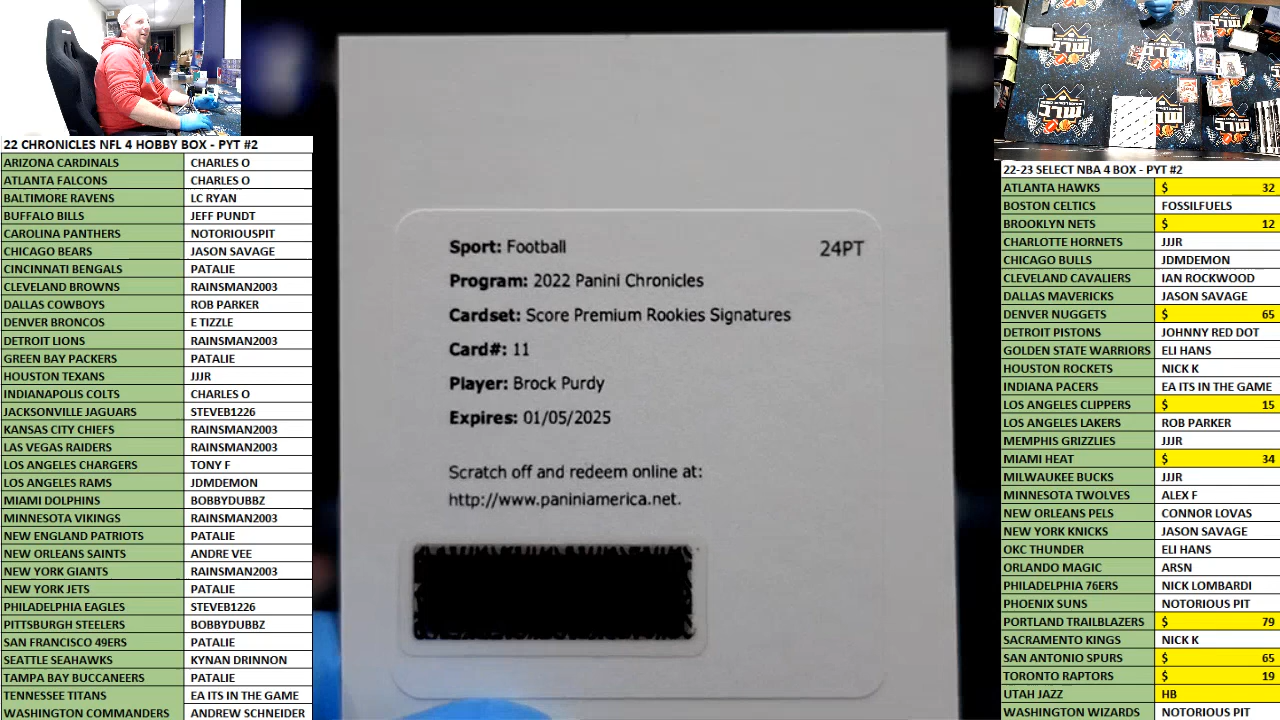 22 CHRONICLES NFL 4 HOBBY BOX - PYT #2
ARIZONA CARDINALS CHARLES O
ATLANTA FALCONS CHARLES O
BALTIMORE RAVENS LC RYAN
BUFFALO BILLS JEFF PUNDT
CAROLINA PANTHERS NOTORIOUSPIT
CHICAGO BEARS JASON SAVAGE
CINCINNATI BENGALS PATALIE
CLEVELAND BROWNS RAINSMAN2003
DALLAS COWBOYS ROB PARKER
DENVER BRONCOS E TIZZLE
DETROIT LIONS RAINSMAN2003
GREEN BAY PACKERS PATALIE
HOUSTON TEXANS JJJR
INDIANAPOLIS COLTS CHARLES O
JACKSONVILLE JAGUARS STEVEB1226
KANSAS CITY CHIEFS RAINSMAN2003
LAS VEGAS RAIDERS RAINSMAN2003
LOS ANGELES CHARGERS TONY F
LOS ANGELES RAMS JDMDEMON
MIAMI DOLPHINS BOBBYDUBBZ
MINNESOTA VIKINGS RAINSMAN2003
NEW ENGLAND PATRIOTS PATALIE
NEW ORLEANS SAINTS ANDRE VEE
NEW YORK GIANTS RAINSMAN2003
NEW YORK JETS PATALIE
PHILADELPHIA EAGLES STEVEB1226
PITTSBURGH STEELERS BOBBYDUBBZ
SAN FRANCISCO 49ERS PATALIE
SEATTLE SEAHAWKS KYNAN DRINNON
TAMPA BAY BUCCANEERS PATALIE
TENNESSEE TITANS EA ITS IN THE GAME
WASHINGTON COMMANDERS ANDREW SCHNEIDER
Sport: Football 24PT
Program: 2022 Panini Chronicles
Cardset: Score Premium Rookies Signatures
Card#: 11
Player: Brock Purdy
Expires: 01/05/2025
Scratch off and redeem online at:
http://www.paniniamerica.net.
22-23 SELECT NBA 4 BOX - PYT #2
ATLANTA HAWKS $ 32
BOSTON CELTICS FOSSILFUELS
BROOKLYN NETS $ 12
CHARLOTTE HORNETS JJJR
CHICAGO BULLS JDMDEMON
CLEVELAND CAVALIERS IAN ROCKWOOD
DALLAS MAVERICKS JASON SAVAGE
DENVER NUGGETS $ 65
DETROIT PISTONS JOHNNY RED DOT
GOLDEN STATE WARRIORS ELI HANS
HOUSTON ROCKETS NICK K
INDIANA PACERS EA ITS IN THE GAME
LOS ANGELES CLIPPERS $ 15
LOS ANGELES LAKERS ROB PARKER
MEMPHIS GRIZZLIES JJJR
MIAMI HEAT $ 34
MILWAUKEE BUCKS JJJR
MINNESOTA TWOLVES ALEX F
NEW ORLEANS PELS CONNOR LOVAS
NEW YORK KNICKS JASON SAVAGE
OKC THUNDER ELI HANS
ORLANDO MAGIC ARSN
PHILADELPHIA 76ERS NICK LOMBARDI
PHOENIX SUNS NOTORIOUS PIT
PORTLAND TRAILBLAZERS $ 79
SACRAMENTO KINGS NICK K
SAN ANTONIO SPURS $ 65
TORONTO RAPTORS $ 19
UTAH JAZZ HB
WASHINGTON WIZARDS NOTORIOUS PIT